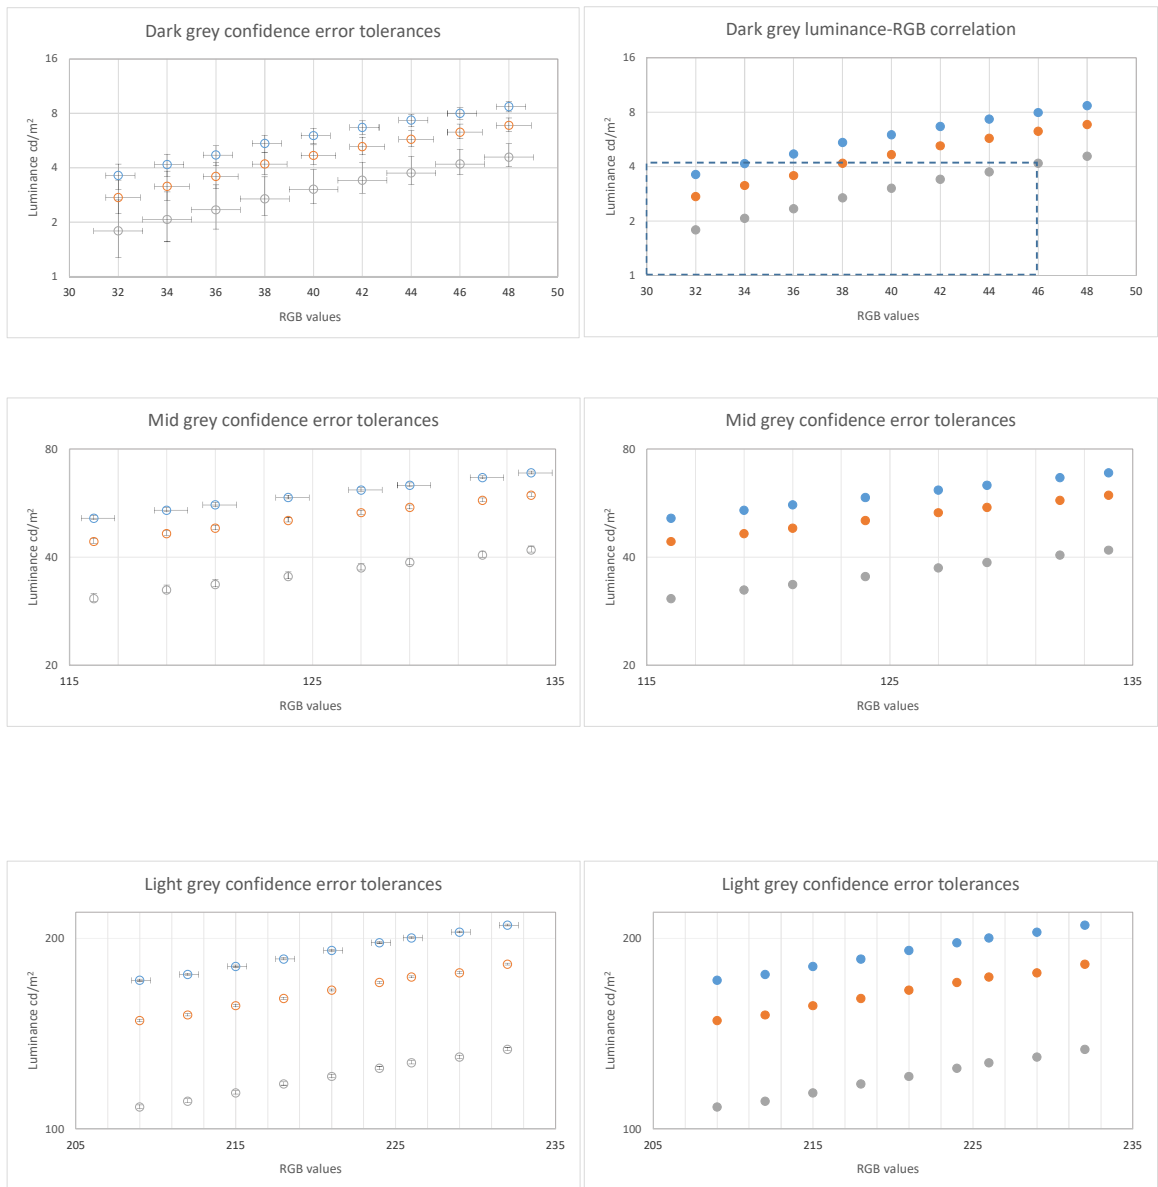 Dark grey confidence error tolerances
Luminance cd/m²
16
8
4
2
1
30 32 34 36 38 40 42 44 46 48 50
RGB values
Dark grey luminance-RGB correlation
Luminance cd/m²
16
8
4
2
1
30 32 34 36 38 40 42 44 46 48 50
RGB values
Mid grey confidence error tolerances
Luminance cd/m²
80
40
20
115 125 135
RGB values
Mid grey confidence error tolerances
Luminance cd/m²
80
40
20
115 125 135
RGB values
Light grey confidence error tolerances
Luminance cd/m²
200
100
205 215 225 235
RGB values
Light grey confidence error tolerances
Luminance cd/m²
200
100
205 215 225 235
RGB values